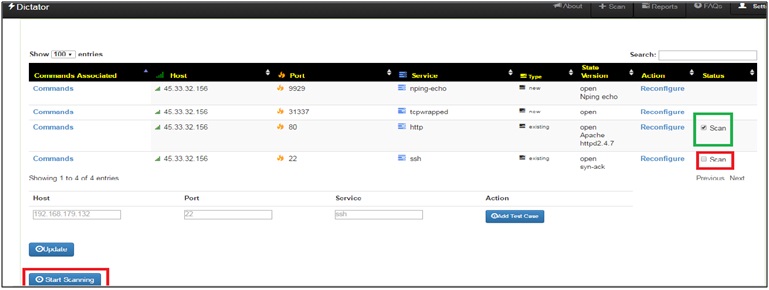 Dictator About Scan Reports FAQs Sett
Show 100 entries Search:
Commands Associated Host Port Service Type State Version Action Status
Commands 45.33.32.156 9929 nping-echo new open Nping echo Reconfigure
Commands 45.33.32.156 31337 tcpwrapped new open Reconfigure
Commands 45.33.32.156 80 http existing open Apache httpd2.4.7 Reconfigure Scan
Commands 45.33.32.156 22 ssh existing open syn-ack Reconfigure Scan
Showing 1 to 4 of 4 entries Previous Next
Host Port Service Action
192.168.179.132 22 ssh Add Test Case
Update
Start Scanning